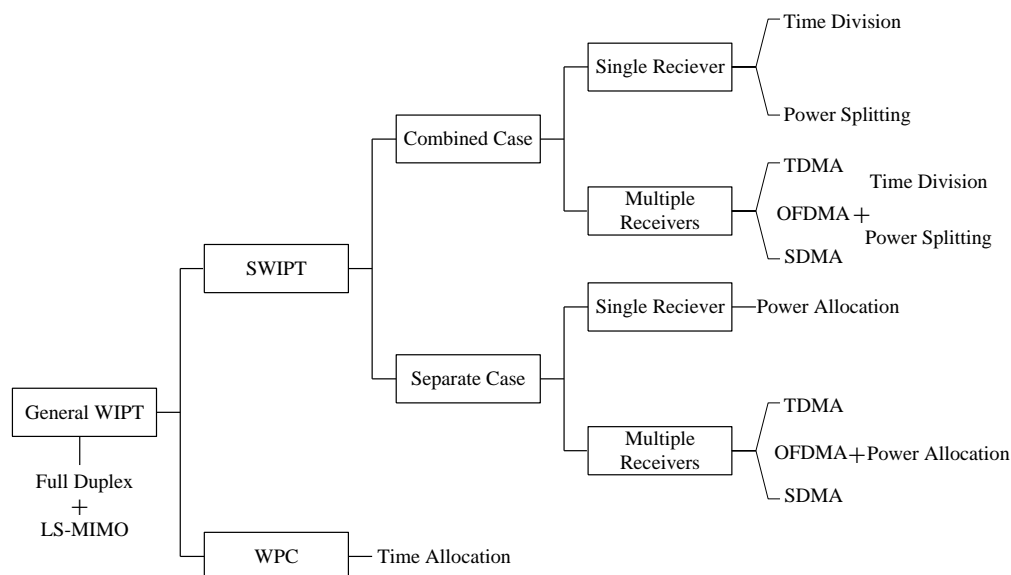 Time Division
Single Reciever
Power Splitting
Combined Case
TDMA
Time Division
Multiple
Receivers
OFDMA +
Power Splitting
SDMA
SWIPT
Single Reciever
Power Allocation
Separate Case
General WIPT
TDMA
Multiple
Receivers
OFDMA+Power Allocation
SDMA
Full Duplex
+
LS-MIMO
WPC
Time Allocation